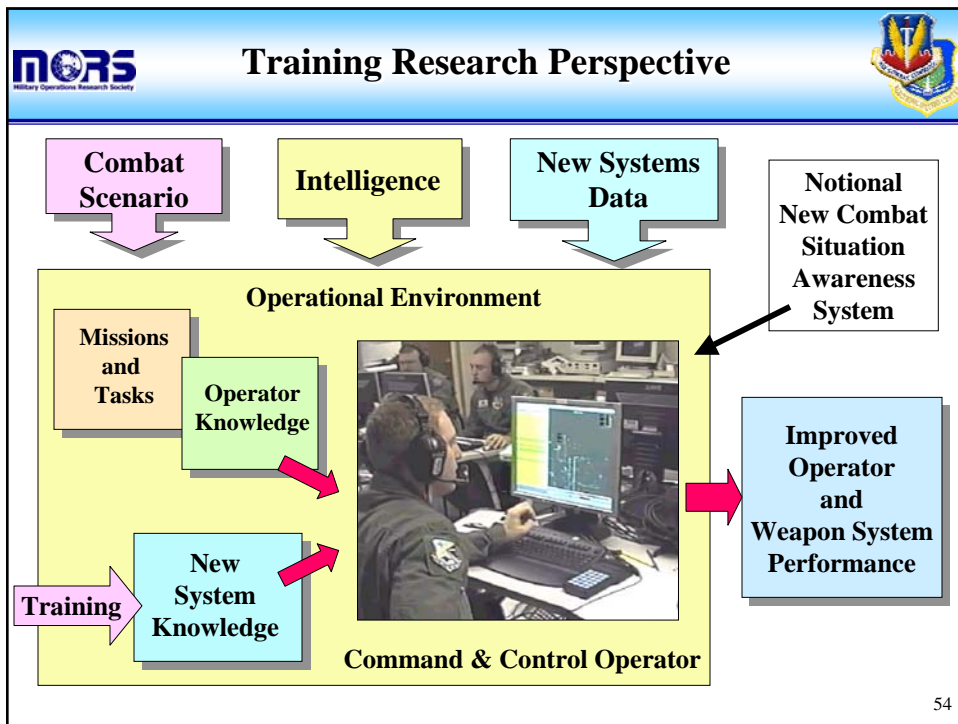 MORS
Military Operations Research Society
Training Research Perspective
Combat
Scenario
Intelligence
New Systems
Data
Notional
New Combat
Situation
Awareness
System
Operational Environment
Missions
and
Tasks
Operator
Knowledge
Improved
Operator
and
Weapon System
Performance
Training
New
System
Knowledge
Command & Control Operator
54